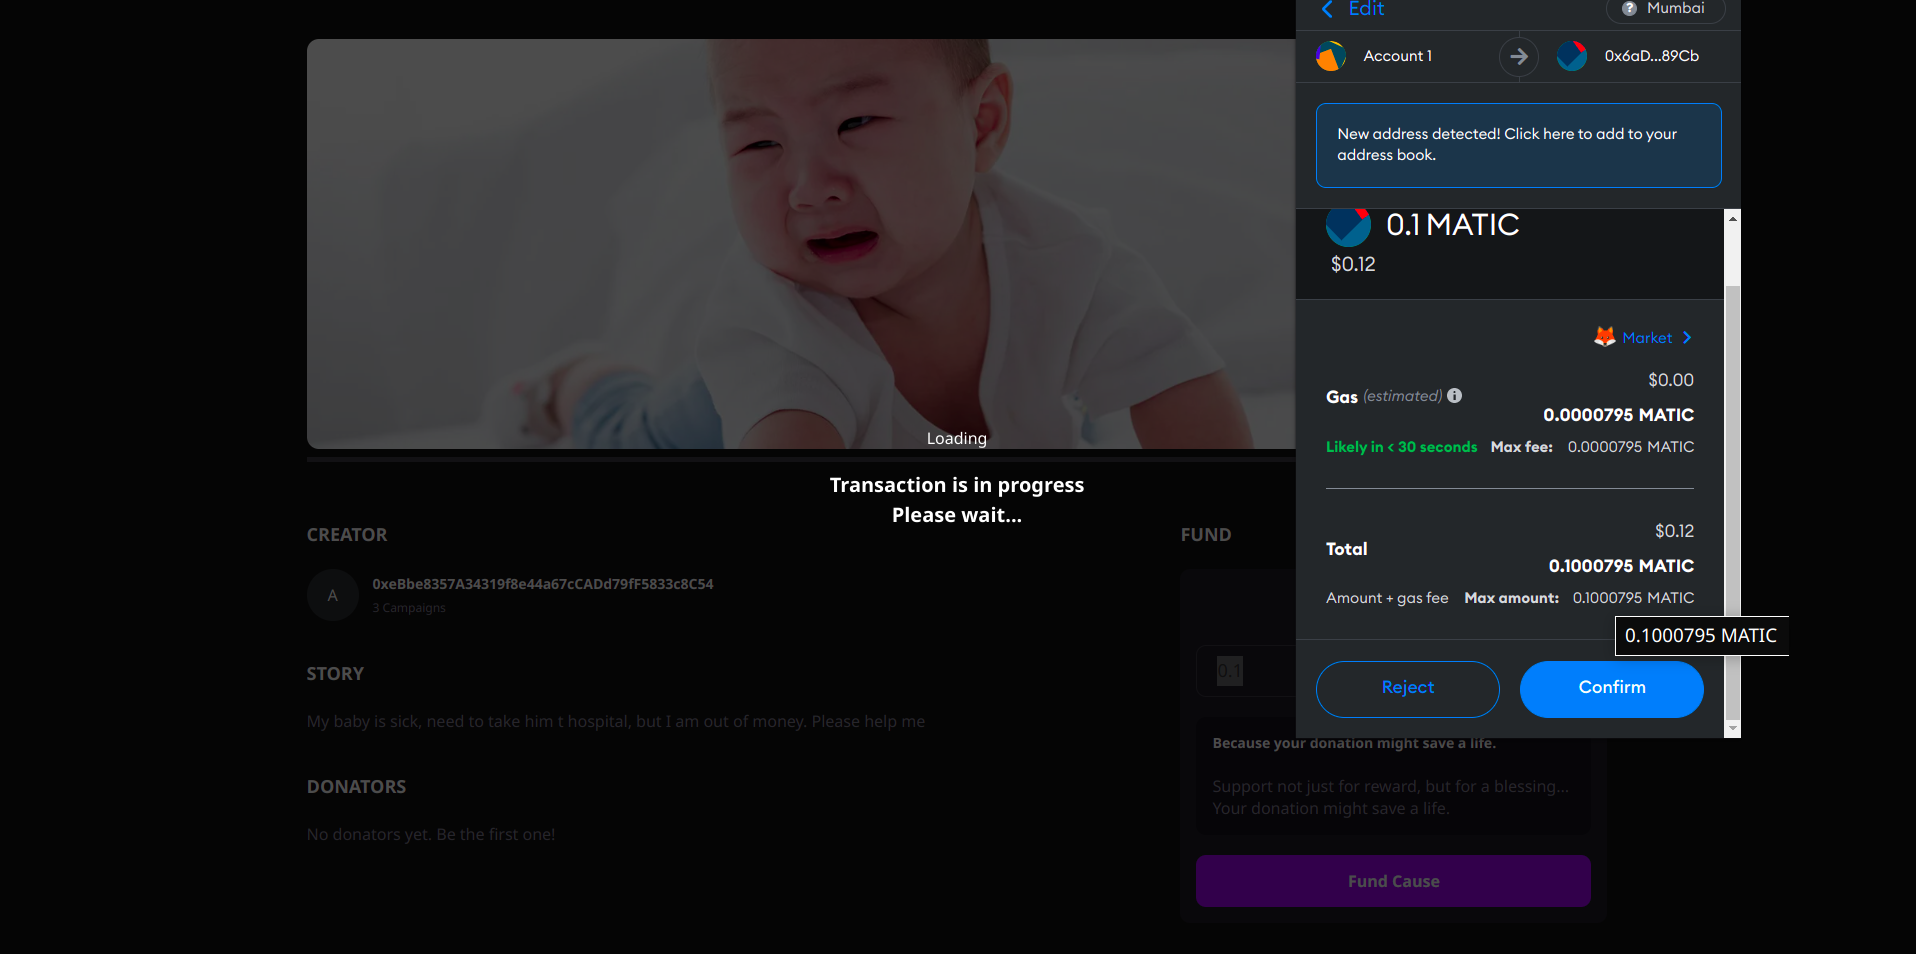 Edit
Mumbai
Account 1
0x6aD...89Cb
New address detected! Click here to add to your
address book.
0.1 MATIC
$0.12
Market
$0.00
Gas (estimated)
0.0000795 MATIC
Likely in < 30 seconds Max fee: 0.0000795 MATIC
$0.12
Total
0.1000795 MATIC
Amount + gas fee Max amount: 0.1000795 MATIC
0.1000795 MATIC
Reject
Confirm
Loading
Transaction is in progress
Please wait...
CREATOR
A
0xeBbe8357A34319f8e44a67cCADd79fF5833c8C54
3 Campaigns
STORY
My baby is sick, need to take him t hospital, but I am out of money. Please help me
DONATORS
No donators yet. Be the first one!
FUND
0.1
Because your donation might save a life.
Support not just for reward, but for a blessing...
Your donation might save a life.
Fund Cause